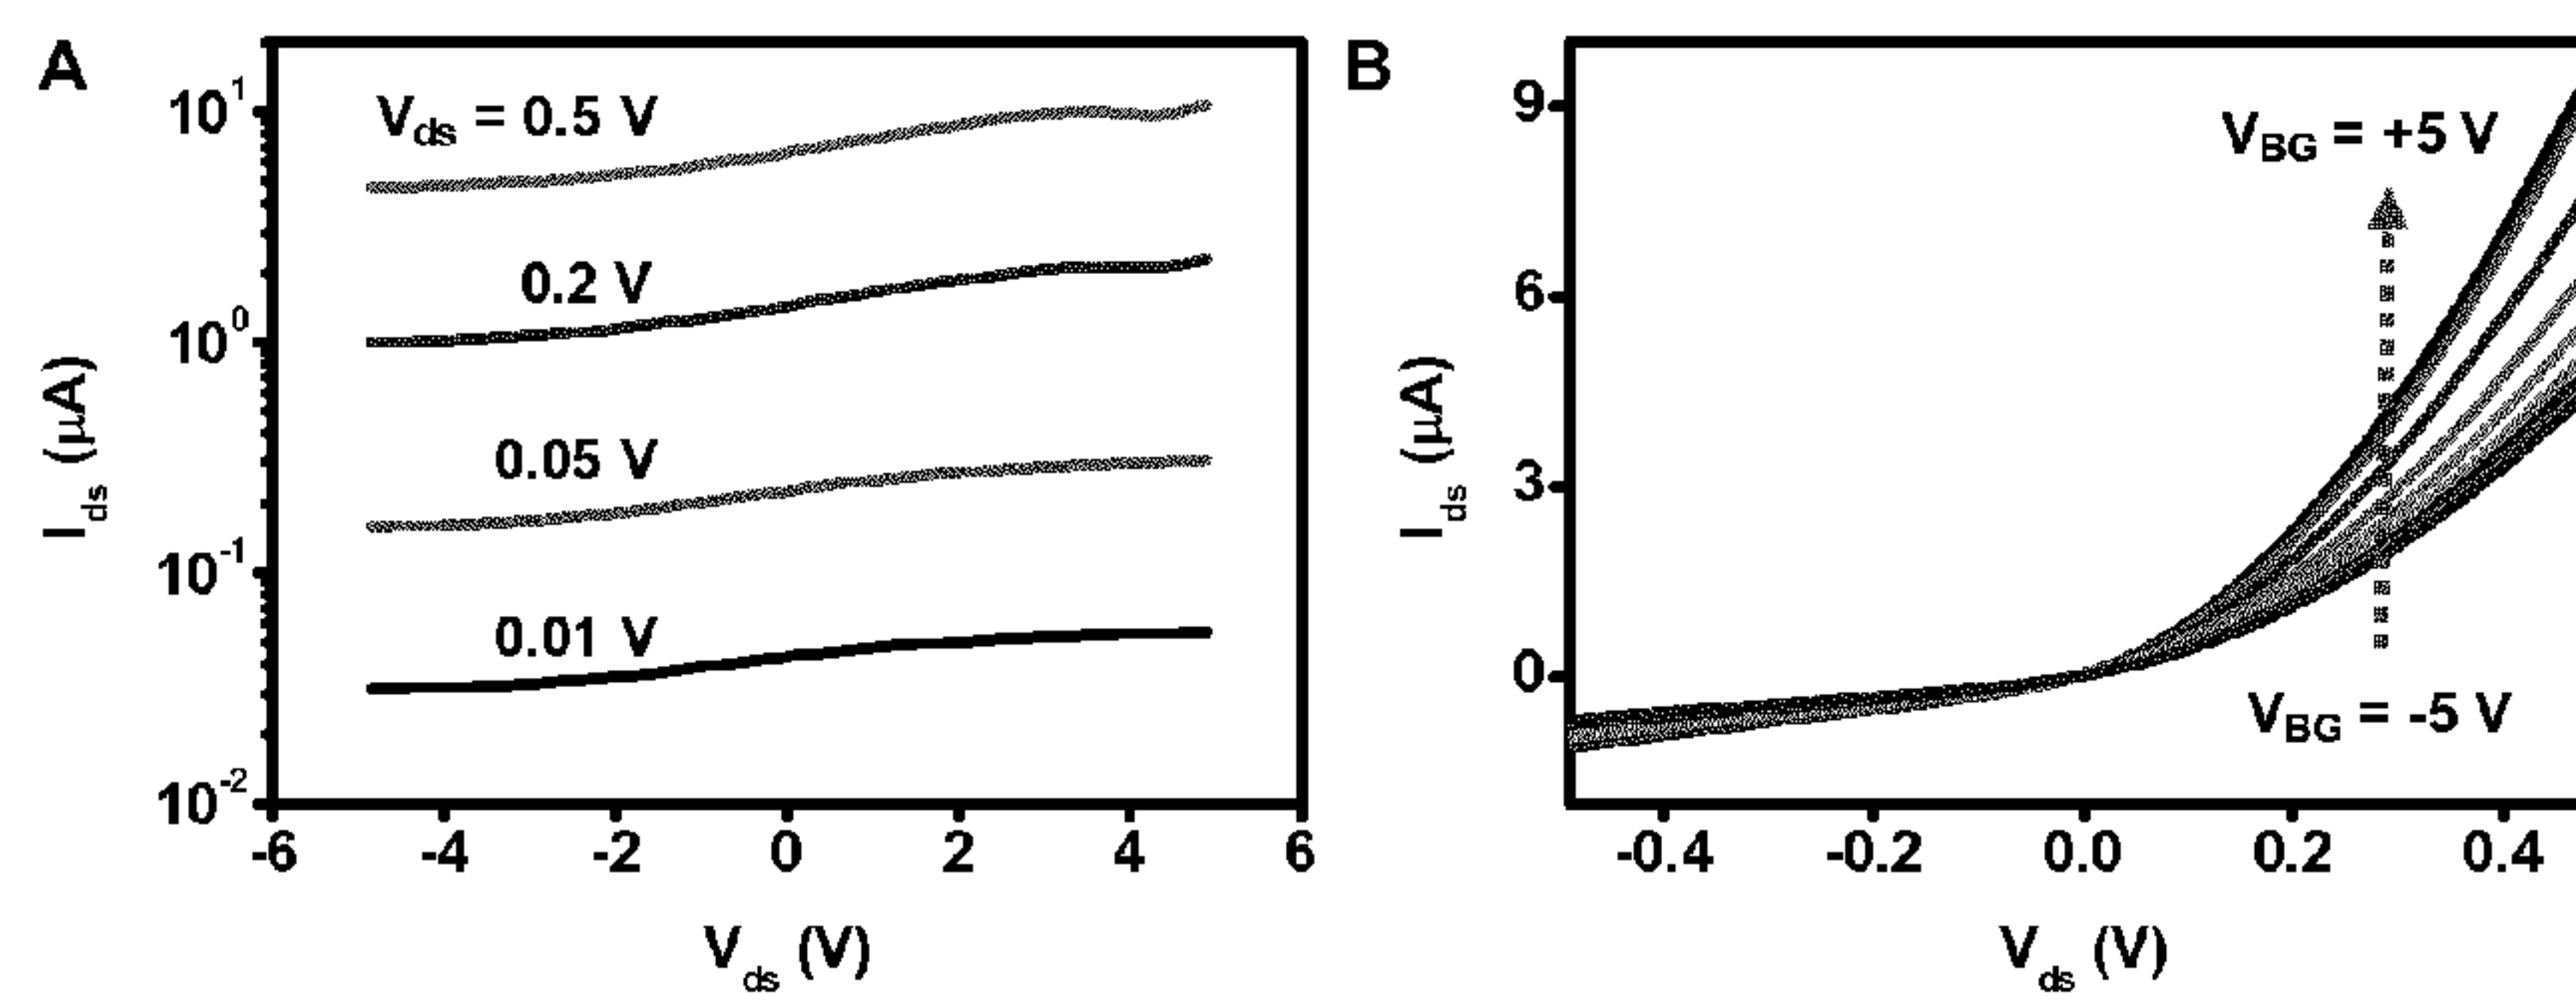 A
V_ds = 0.5 V
0.2 V
0.05 V
0.01 V
10^1
10^0
10^-1
10^-2
I_ds (μA)
-6 -4 -2 0 2 4 6
V_ds (V)
B
V_BG = +5 V
V_BG = -5 V
9
6
3
0
I_ds (μA)
-0.4 -0.2 0.0 0.2 0.4
V_ds (V)